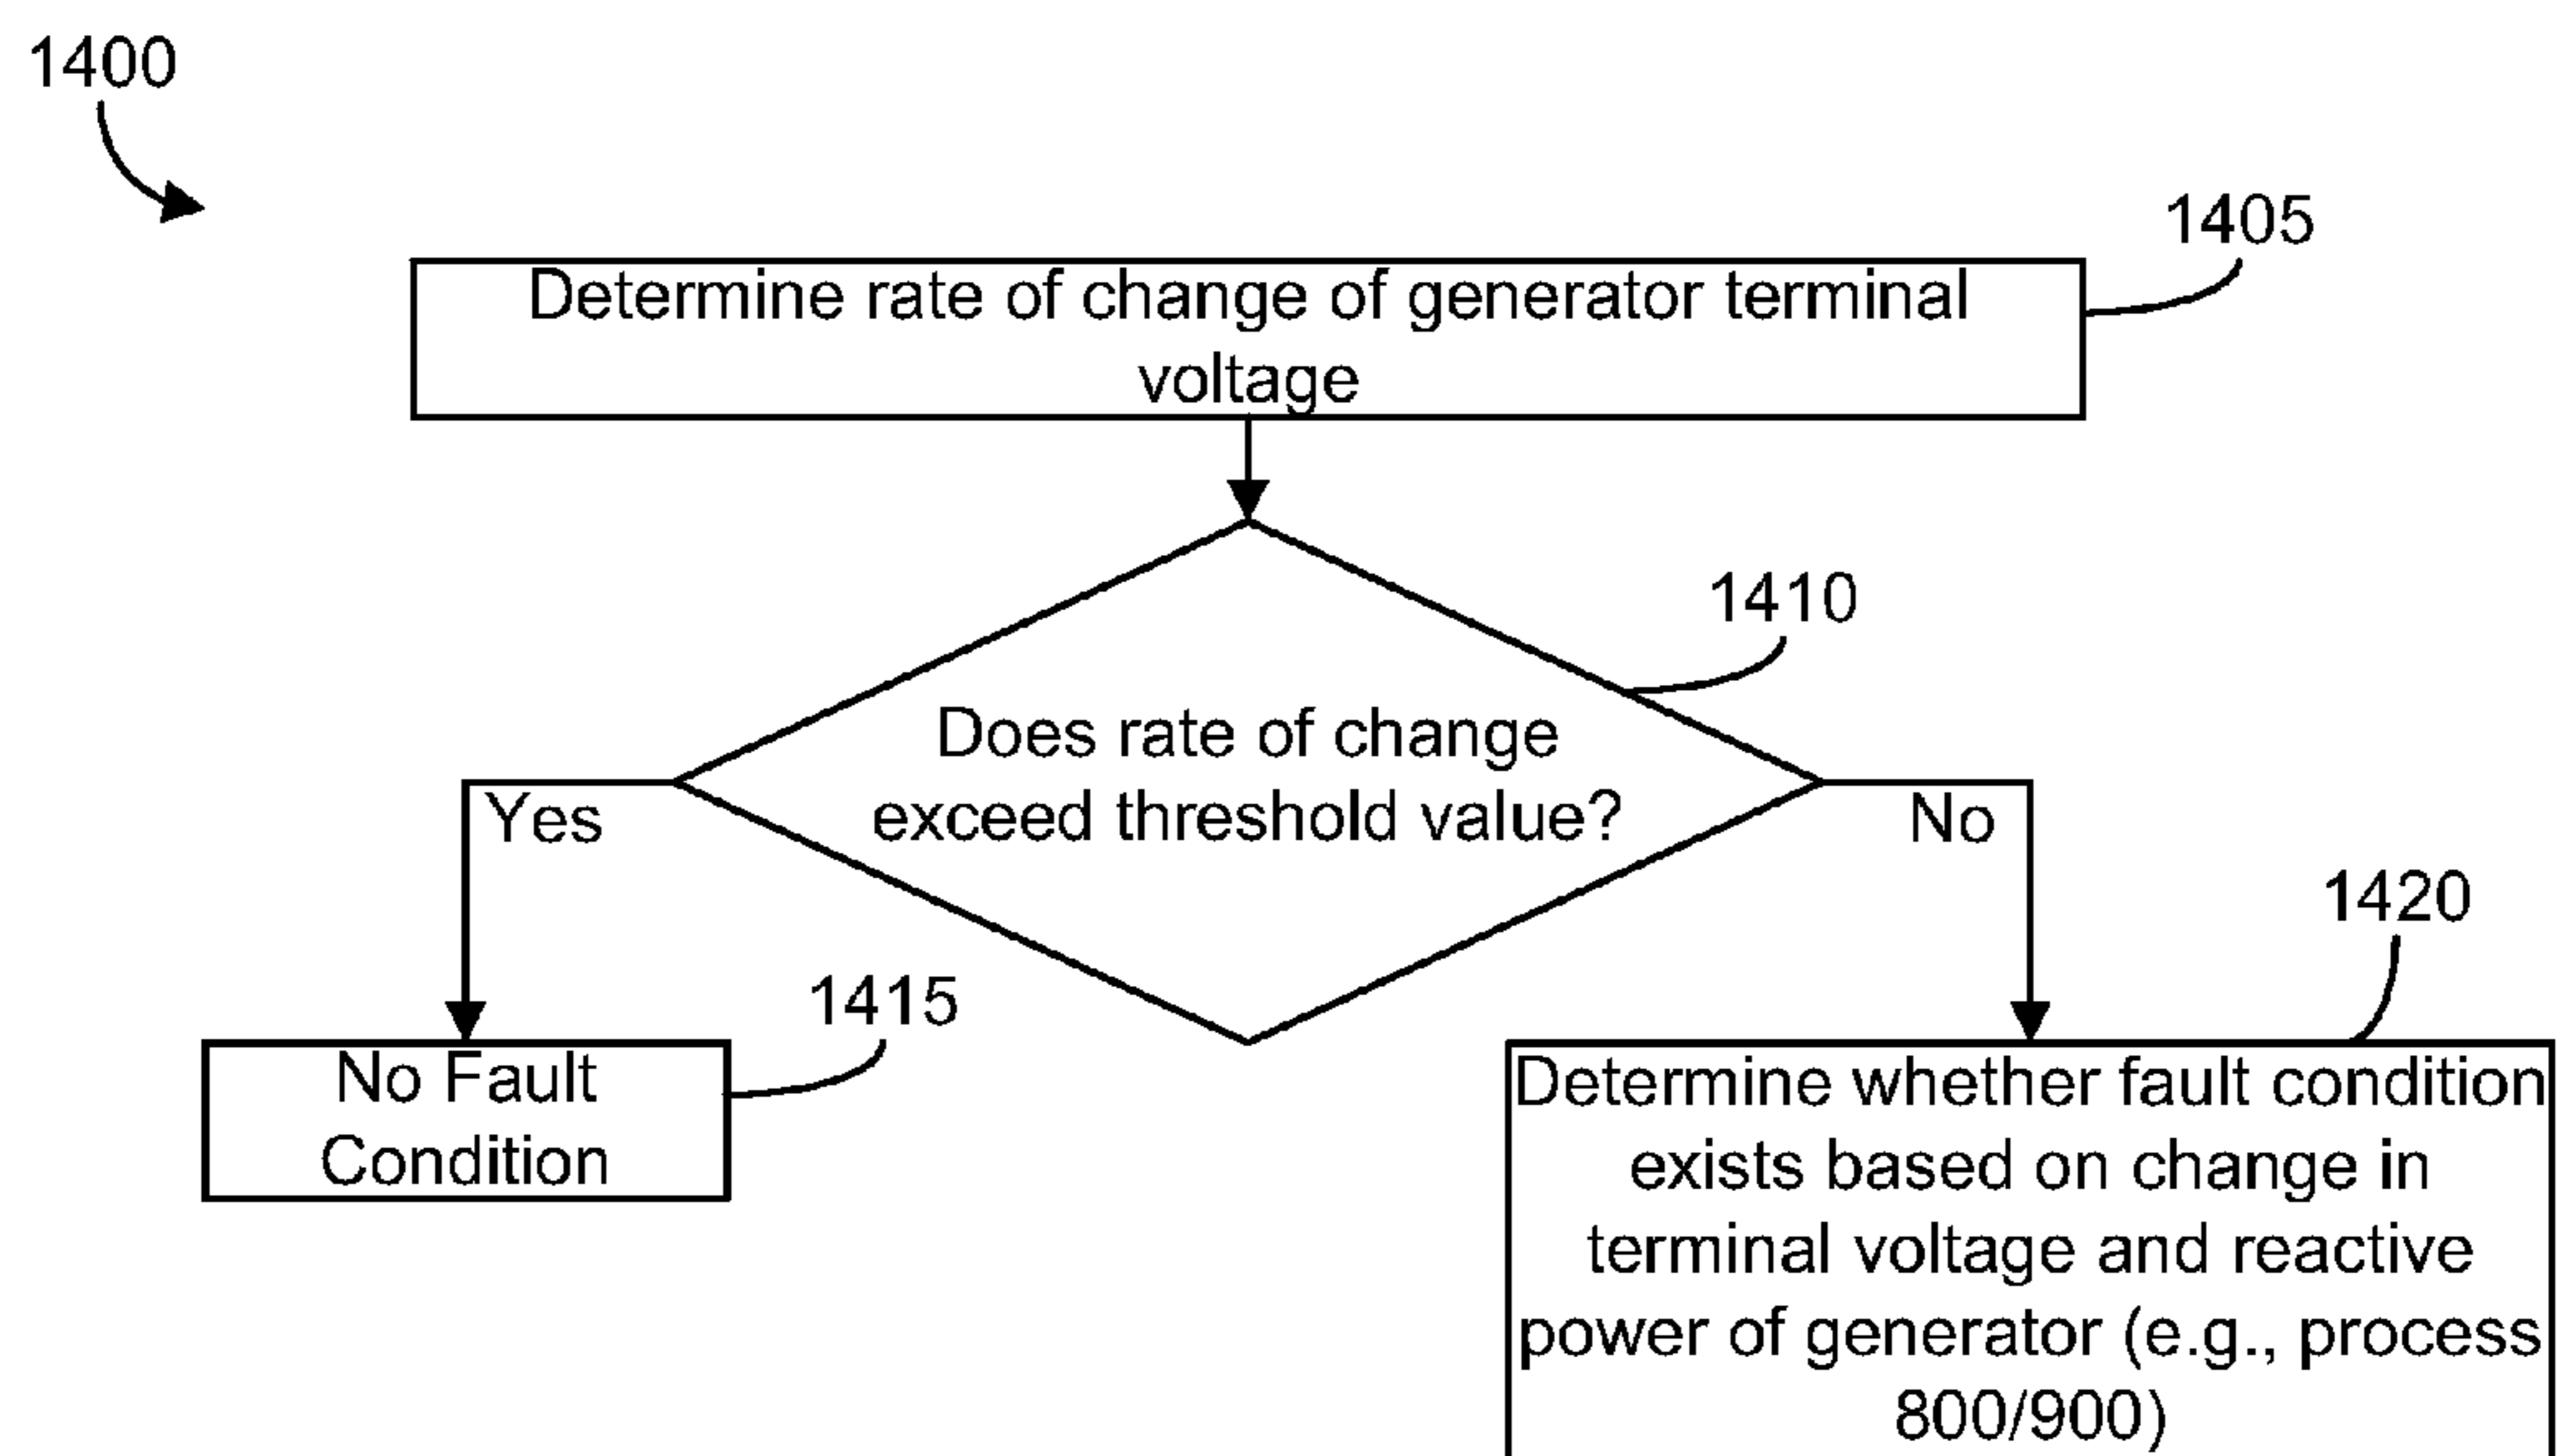 1400
1405
Determine rate of change of generator terminal
voltage
1410
Does rate of change
exceed threshold value?
Yes
No
1420
1415
No Fault
Condition
Determine whether fault condition
exists based on change in
terminal voltage and reactive
power of generator (e.g., process
800/900)